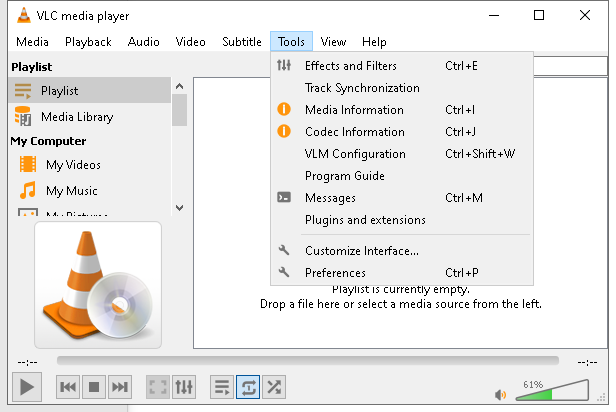 VLC media player
Media Playback Audio Video Subtitle Tools View Help
Playlist
Playlist
Media Library
My Computer
My Videos
My Music
My Pictures
Effects and Filters Ctrl+E
Track Synchronization
Media Information Ctrl+I
Codec Information Ctrl+J
VLM Configuration Ctrl+Shift+W
Program Guide
Messages Ctrl+M
Plugins and extensions
Customize Interface...
Preferences Ctrl+P
Playlist is currently empty.
Drop a file here or select a media source from the left.
--:-- --:--
61%